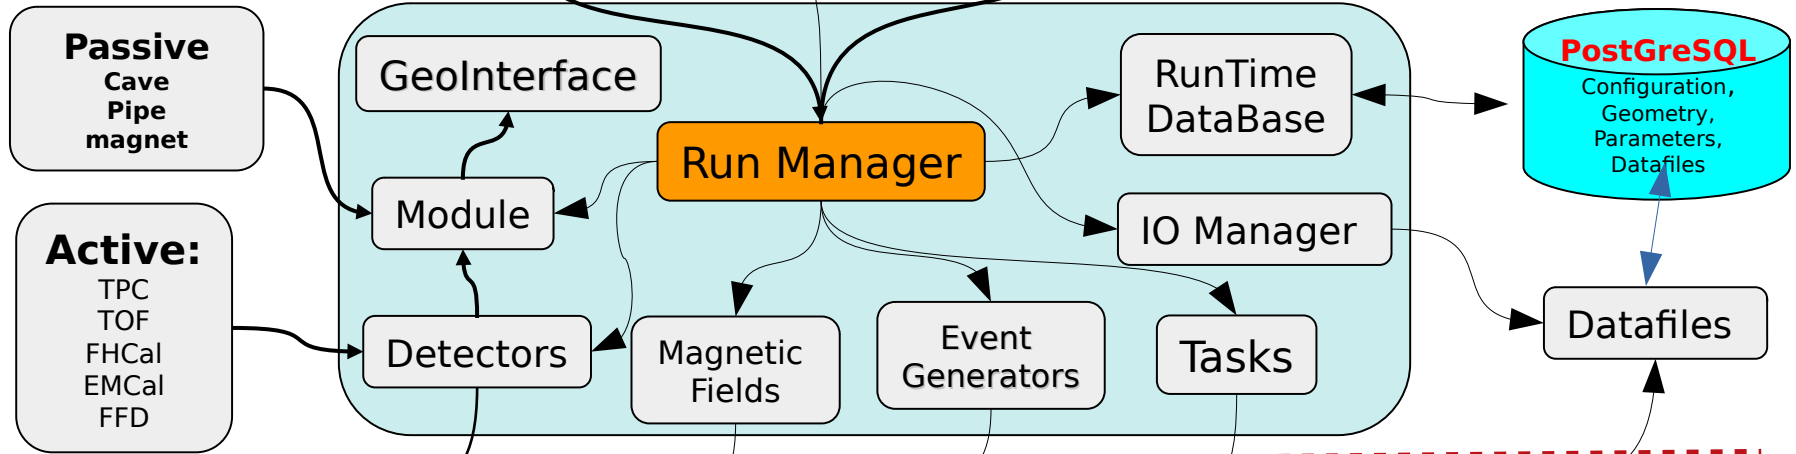 Passive
Cave
Pipe
magnet
Active:
TPC
TOF
FHCal
EMCal
FFD
GeoInterface
Module
Detectors
Run Manager
Magnetic
Fields
Event
Generators
Tasks
RunTime
DataBase
IO Manager
PostGreSQL
Configuration,
Geometry,
Parameters,
Datafiles
Datafiles